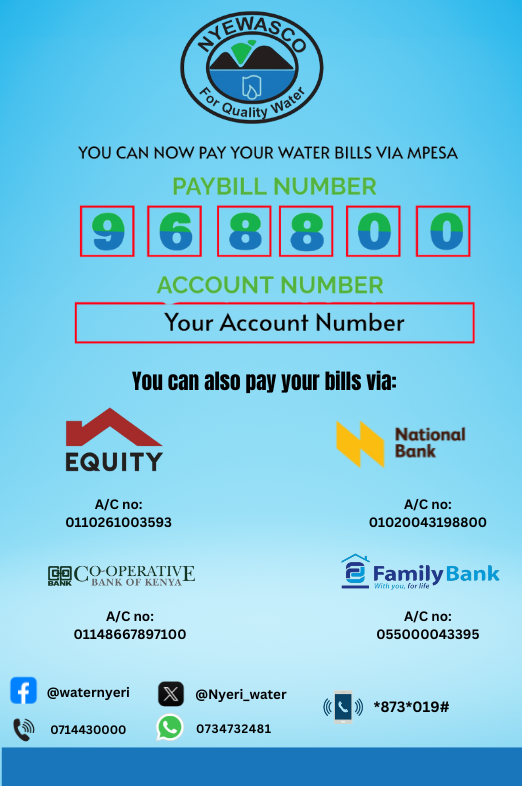 NYEWASCO
For Quality Water
YOU CAN NOW PAY YOUR WATER BILLS VIA MPESA
PAYBILL NUMBER
9 6 8 8 0 0
ACCOUNT NUMBER
Your Account Number
You can also pay your bills via:
EQUITY
National
Bank
A/C no:
0110261003593
A/C no:
01020043198800
CO-OP
BANK
CO-OPERATIVE
BANK OF KENYA
Family Bank
With you, for life
A/C no:
01148667897100
A/C no:
055000043395
@waternyeri
@Nyeri_water
*873*019#
0714430000
0734732481